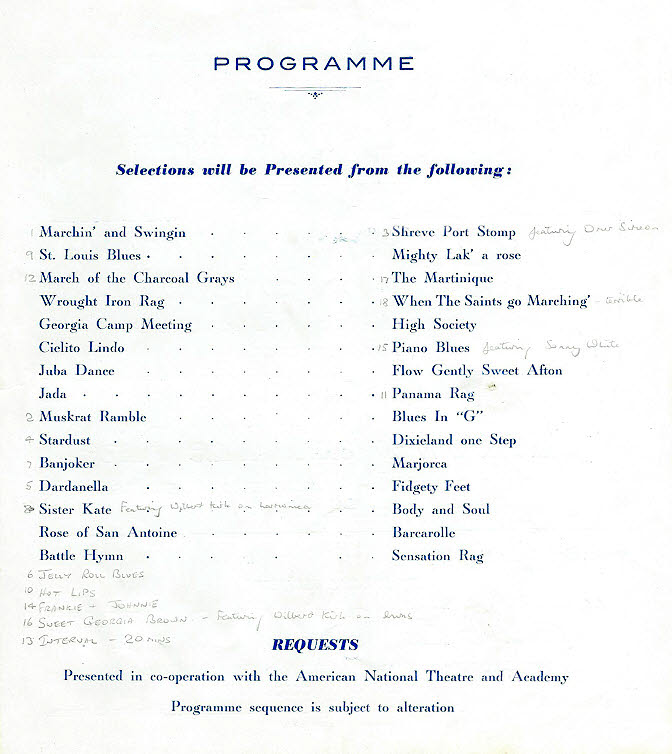 PROGRAMME
Selections will be Presented from the following:
1 Marchin' and Swingin
9 St. Louis Blues
12 March of the Charcoal Grays
Wrought Iron Rag
Georgia Camp Meeting
Cielito Lindo
Juba Dance
Jada
2 Muskrat Ramble
4 Stardust
7 Banjoker
5 Dardanella
8 Sister Kate Featuring Wilbert Kirk on harmonica
Rose of San Antoine
Battle Hymn
6 JELLY ROLL BLUES
10 HOT LIPS
14 FRANKIE + JOHNNIE
16 SWEET GEORGIA BROWN - Featuring Wilbert Kirk on drums
13 INTERVAL - 20 MINS
3 Shreve Port Stomp featuring Omer Simeon
Mighty Lak' a rose
17 The Martinique
18 When The Saints go Marching' - terrible
High Society
15 Piano Blues featuring Sonny White
Flow Gently Sweet Afton
11 Panama Rag
Blues In "G"
Dixieland one Step
Marjorca
Fidgety Feet
Body and Soul
Barcarolle
Sensation Rag
REQUESTS
Presented in co-operation with the American National Theatre and Academy
Programme sequence is subject to alteration